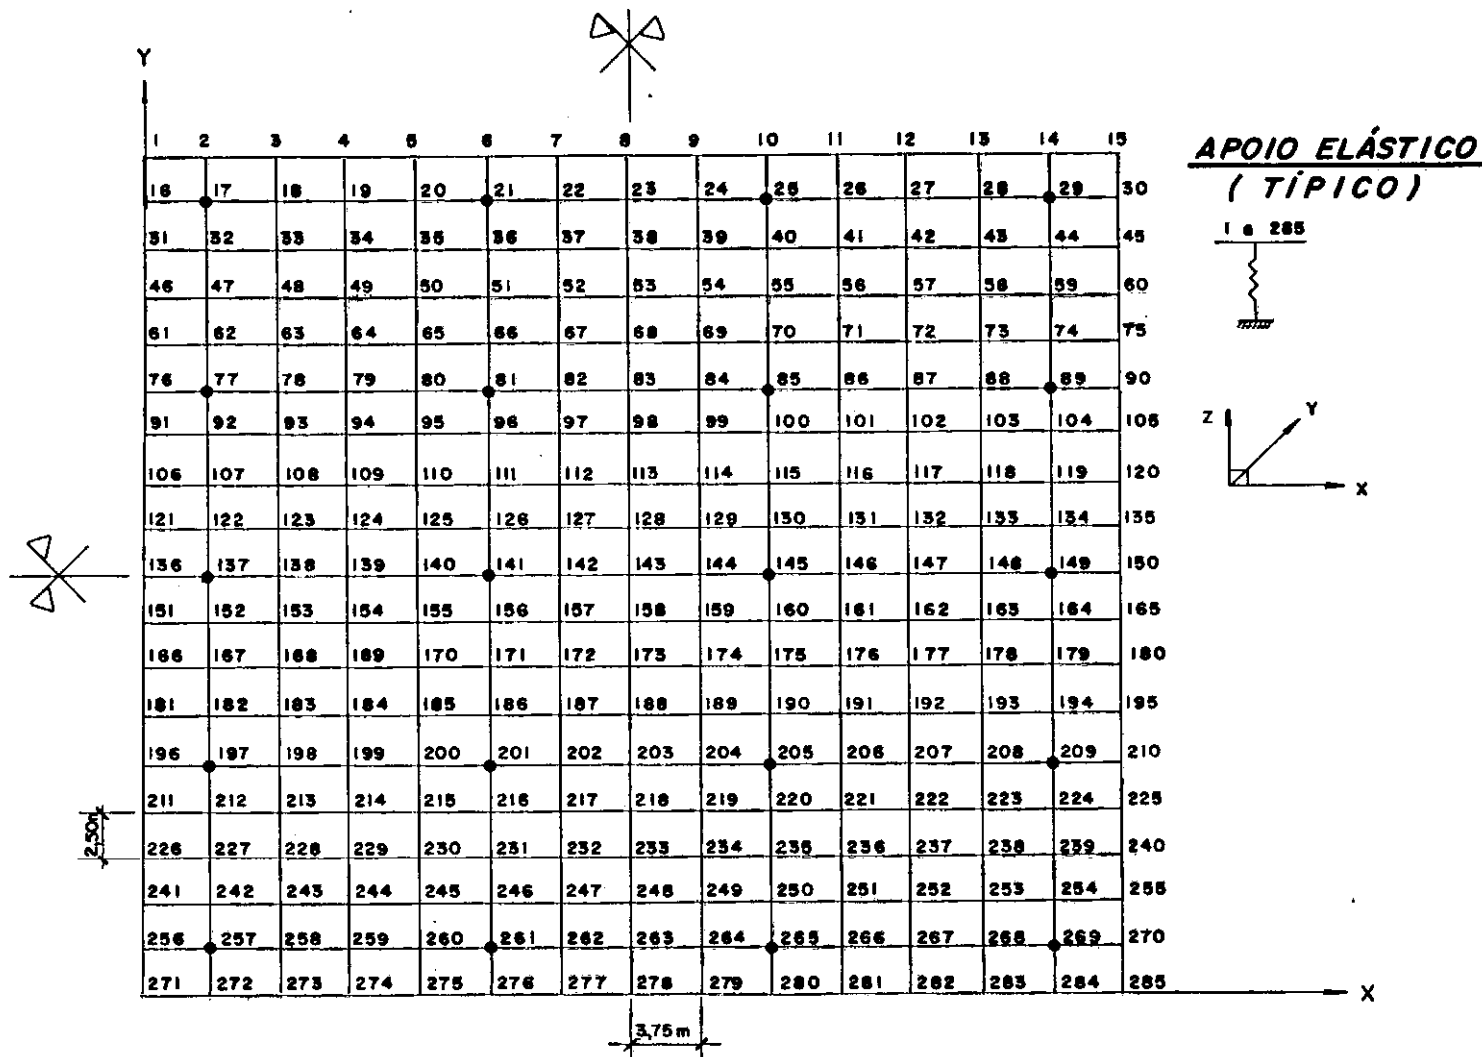 Y
1 2 3 4 5 6 7 8 9 10 11 12 13 14 15
APOIO ELÁSTICO
(TÍPICO)
16 17 18 19 20 21 22 23 24 25 26 27 28 29 30
1 a 285
31 32 33 34 35 36 37 38 39 40 41 42 43 44 45
46 47 48 49 50 51 52 53 54 55 56 57 58 59 60
61 62 63 64 65 66 67 68 69 70 71 72 73 74 75
76 77 78 79 80 81 82 83 84 85 86 87 88 89 90
91 92 93 94 95 96 97 98 99 100 101 102 103 104 105
Z Y
X
106 107 108 109 110 111 112 113 114 115 116 117 118 119 120
121 122 123 124 125 126 127 128 129 130 131 132 133 134 135
136 137 138 139 140 141 142 143 144 145 146 147 148 149 150
151 152 153 154 155 156 157 158 159 160 161 162 163 164 165
166 167 168 169 170 171 172 173 174 175 176 177 178 179 180
181 182 183 184 185 186 187 188 189 190 191 192 193 194 195
196 197 198 199 200 201 202 203 204 205 206 207 208 209 210
211 212 213 214 215 216 217 218 219 220 221 222 223 224 225
2,50m
226 227 228 229 230 231 232 233 234 235 236 237 238 239 240
241 242 243 244 245 246 247 248 249 250 251 252 253 254 255
256 257 258 259 260 261 262 263 264 265 266 267 268 269 270
271 272 273 274 275 276 277 278 279 280 281 282 283 284 285
X
3,75m